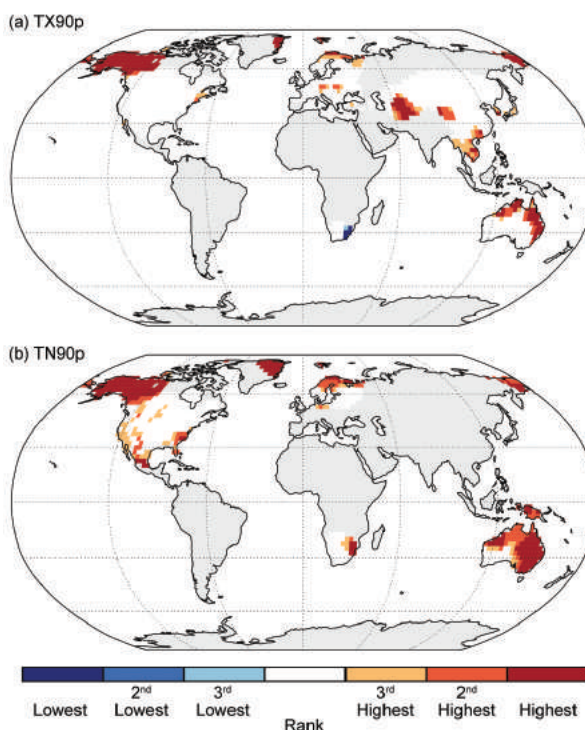 (a) TX90p
(b) TN90p
2nd 3rd 3rd 2nd
Lowest Lowest Lowest Highest Highest Highest
Rank